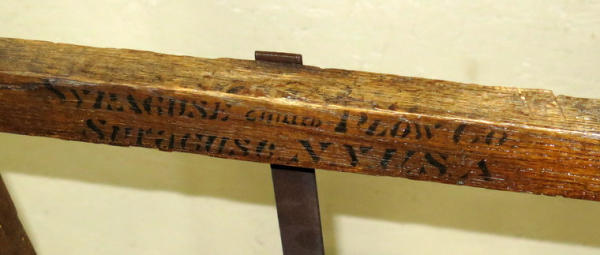 SYRACUSE CHILLED PLOW CO
SYRACUSE N.Y. U.S.A